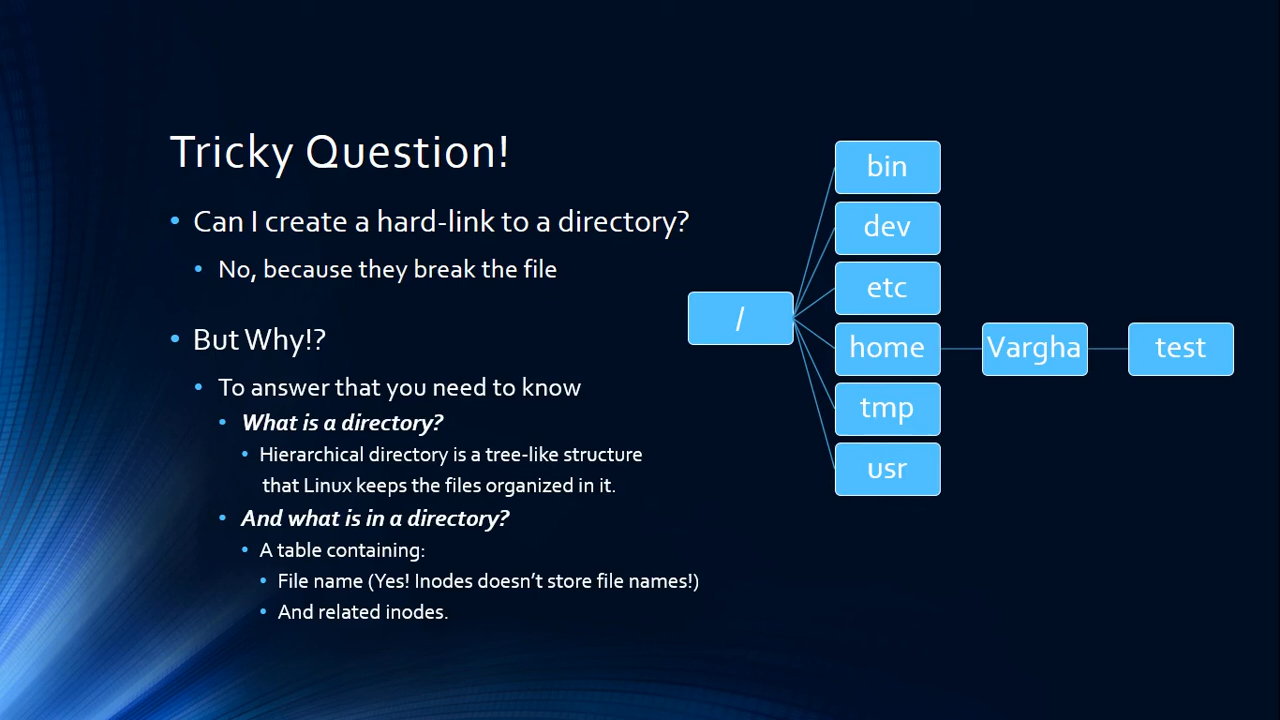 Tricky Question!
Can I create a hard-link to a directory?
No, because they break the file
But Why!?
To answer that you need to know
What is a directory?
Hierarchical directory is a tree-like structure
that Linux keeps the files organized in it.
And what is in a directory?
A table containing:
File name (Yes! Inodes doesn't store file names!)
And related inodes.
/
bin
dev
etc
home
Vargha
test
tmp
usr